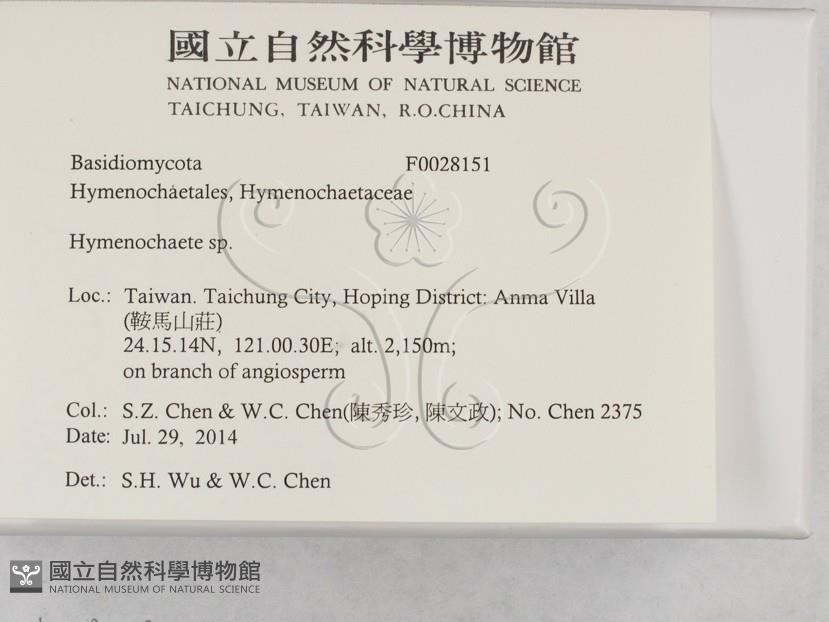 國立自然科學博物館
NATIONAL MUSEUM OF NATURAL SCIENCE
TAICHUNG, TAIWAN, R.O.CHINA
Basidiomycota F0028151
Hymenochaetales, Hymenochaetaceae
Hymenochaete sp.
Loc.: Taiwan. Taichung City, Hoping District: Anma Villa
(鞍馬山莊)
24.15.14N, 121.00.30E; alt. 2,150m;
on branch of angiosperm
Col.: S.Z. Chen & W.C. Chen(陳秀珍, 陳文政); No. Chen 2375
Date: Jul. 29, 2014
Det.: S.H. Wu & W.C. Chen
國立自然科學博物館
NATIONAL MUSEUM OF NATURAL SCIENCE